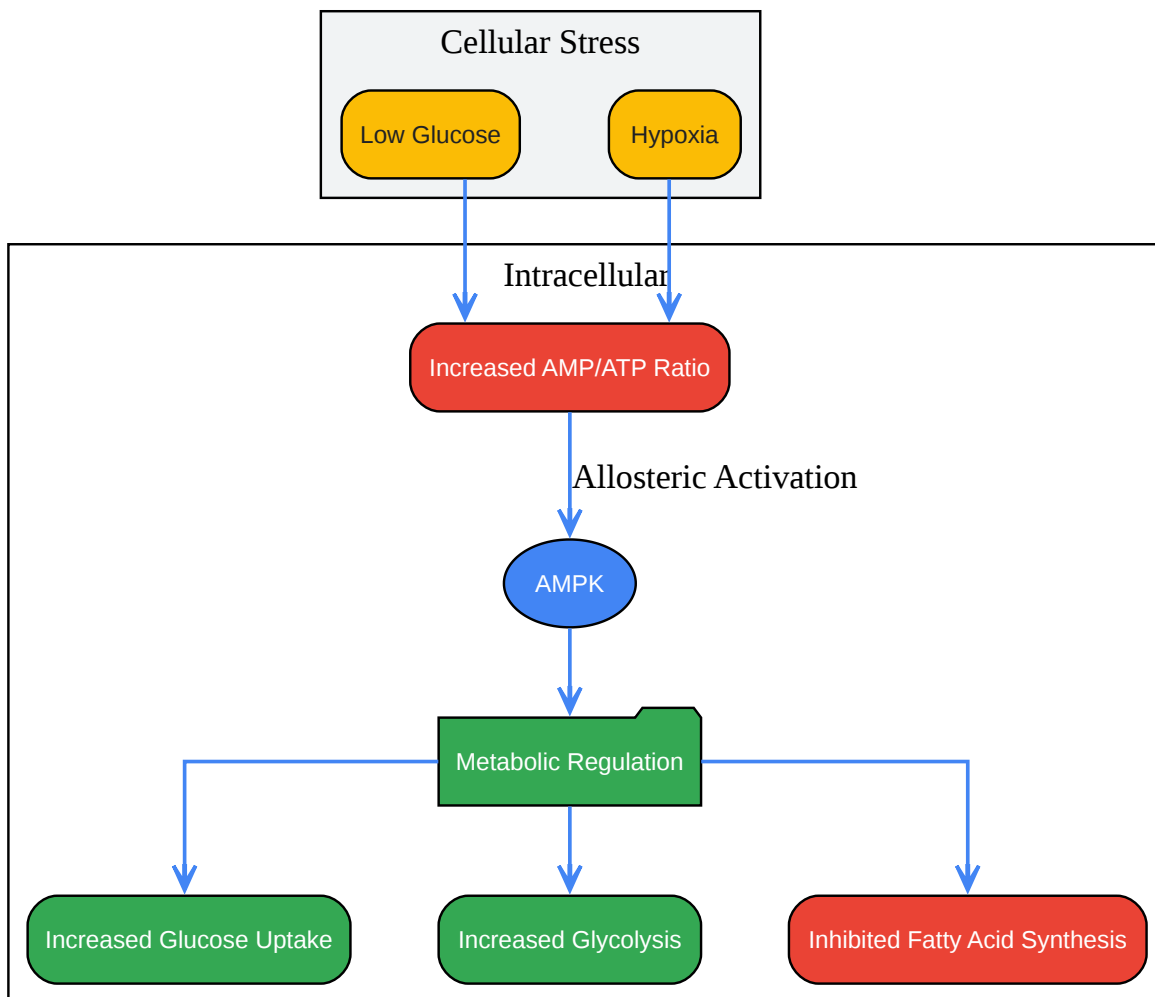 Cellular Stress
Low Glucose
Hypoxia
Intracellular
Increased AMP/ATP Ratio
Allosteric Activation
AMPK
Metabolic Regulation
Increased Glucose Uptake
Increased Glycolysis
Inhibited Fatty Acid Synthesis